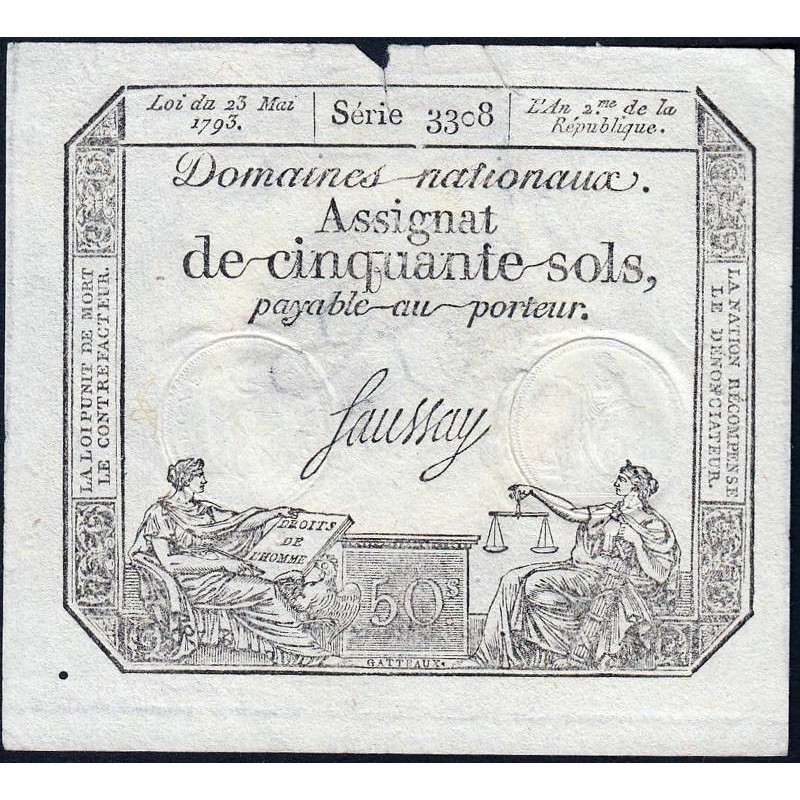 Loi du 23 Mai
1793.
Série 3308
L'An 2.me de la
République.
Domaines nationaux.
Assignat
de cinquante sols,
payable au porteur.
LA LOI PUNIT DE MORT
LE CONTREFACTEUR.
LA NATION RÉCOMPENSE
LE DÉNONCIATEUR.
Saussay
DROITS
DE
L'HOMME
50s
GATTEAUX.